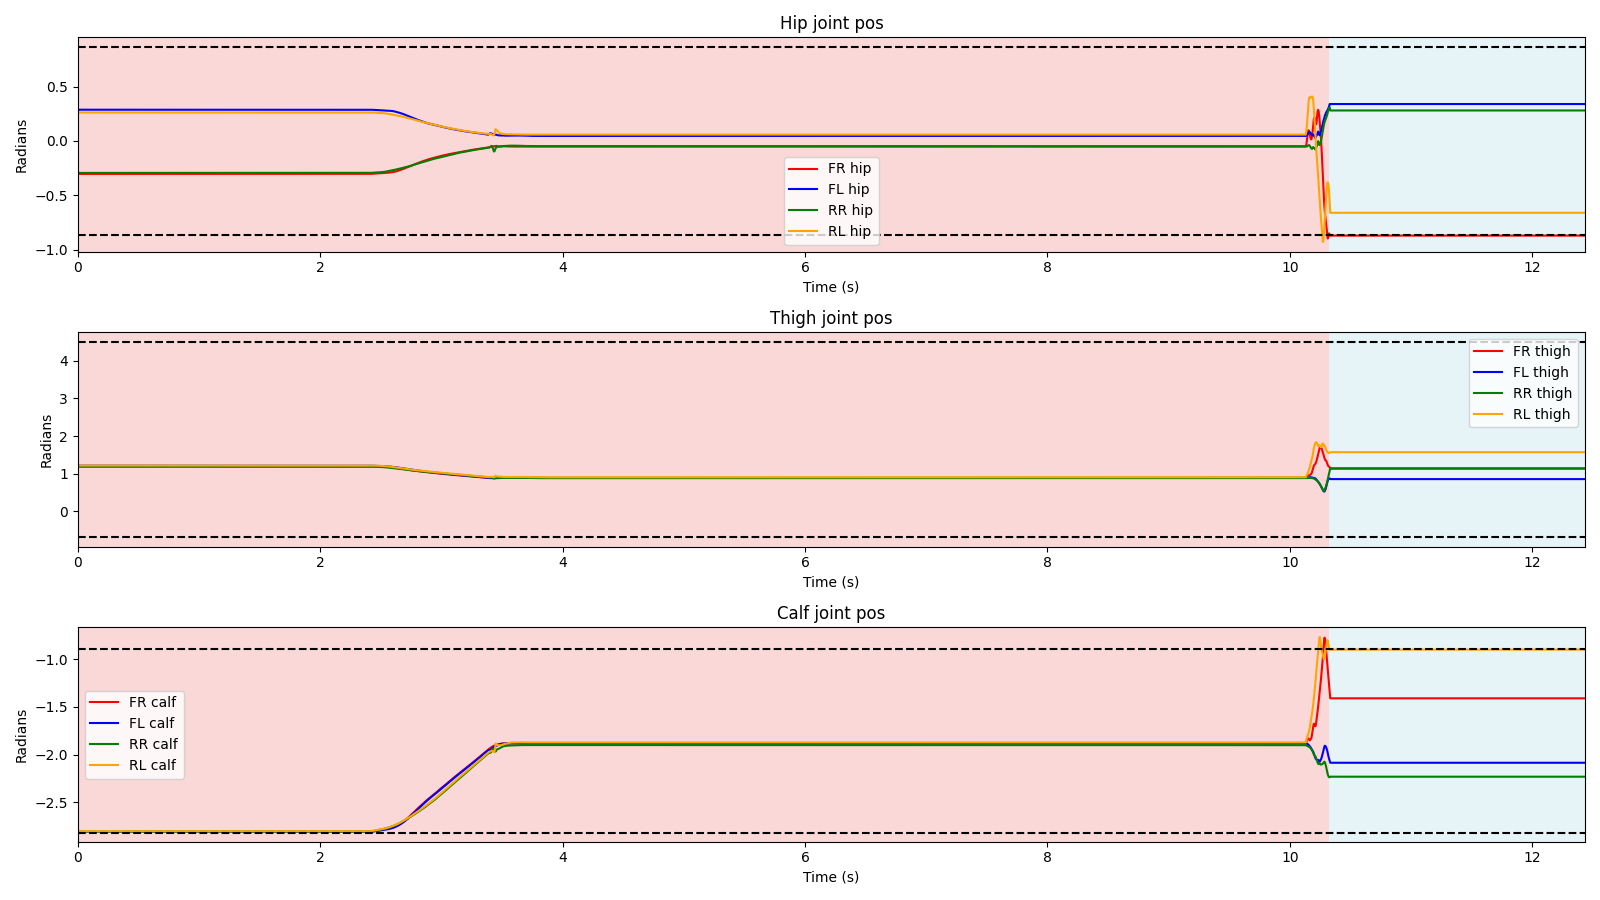 Hip joint pos
0.5
0.0
−0.5
−1.0
Radians
FR hip
FL hip
RR hip
RL hip
0 2 4 6 8 10 12
Time (s)
Thigh joint pos
4
3
2
1
0
Radians
FR thigh
FL thigh
RR thigh
RL thigh
0 2 4 6 8 10 12
Time (s)
Calf joint pos
−1.0
−1.5
−2.0
−2.5
Radians
FR calf
FL calf
RR calf
RL calf
0 2 4 6 8 10 12
Time (s)